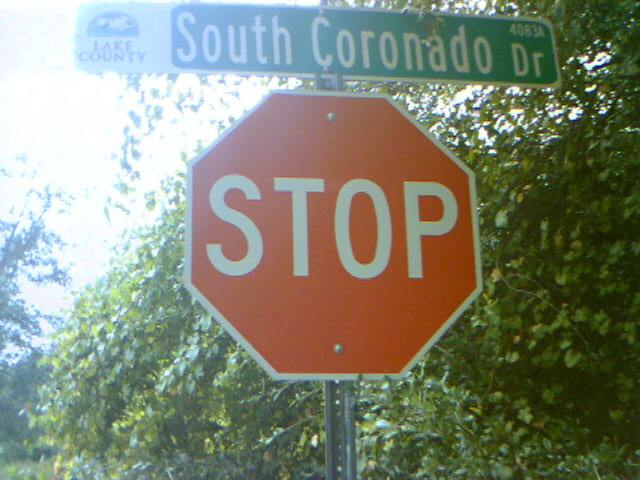 LAKE
COUNTY
South Coronado Dr
4083A
STOP